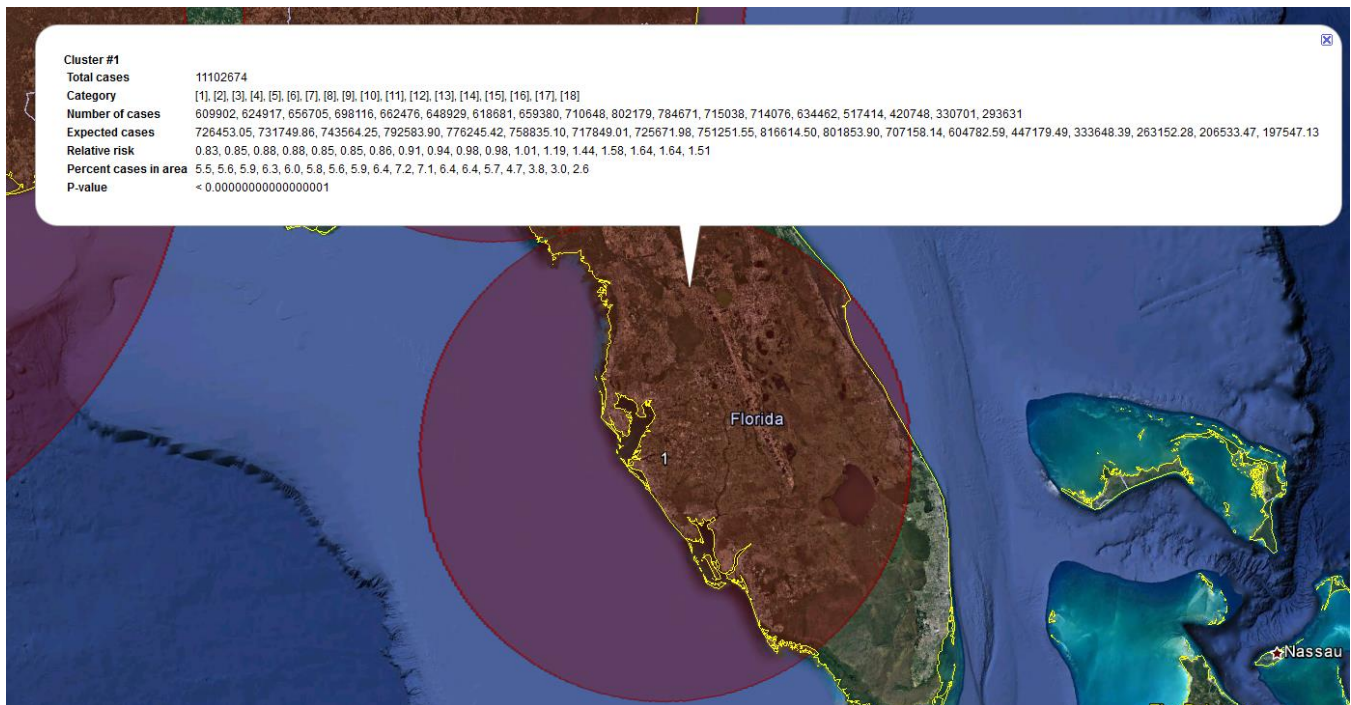 Cluster #1
Total cases 11102674
Category [1], [2], [3], [4], [5], [6], [7], [8], [9], [10], [11], [12], [13], [14], [15], [16], [17], [18]
Number of cases 609902, 624917, 656705, 698116, 662476, 648929, 618681, 659380, 710648, 802179, 784671, 715038, 714076, 634462, 517414, 420748, 330701, 293631
Expected cases 726453.05, 731749.86, 743564.25, 792583.90, 776245.42, 758835.10, 717849.01, 725671.98, 751251.55, 816614.50, 801853.90, 707158.14, 604782.59, 447179.49, 333648.39, 263152.28, 206533.47, 197547.13
Relative risk 0.83, 0.85, 0.88, 0.88, 0.85, 0.85, 0.86, 0.91, 0.94, 0.98, 0.98, 1.01, 1.19, 1.44, 1.58, 1.64, 1.64, 1.51
Percent cases in area 5.5, 5.6, 5.9, 6.3, 6.0, 5.8, 5.6, 5.9, 6.4, 7.2, 7.1, 6.4, 6.4, 5.7, 4.7, 3.8, 3.0, 2.6
P-value < 0.00000000000000001
Florida
1
Nassau